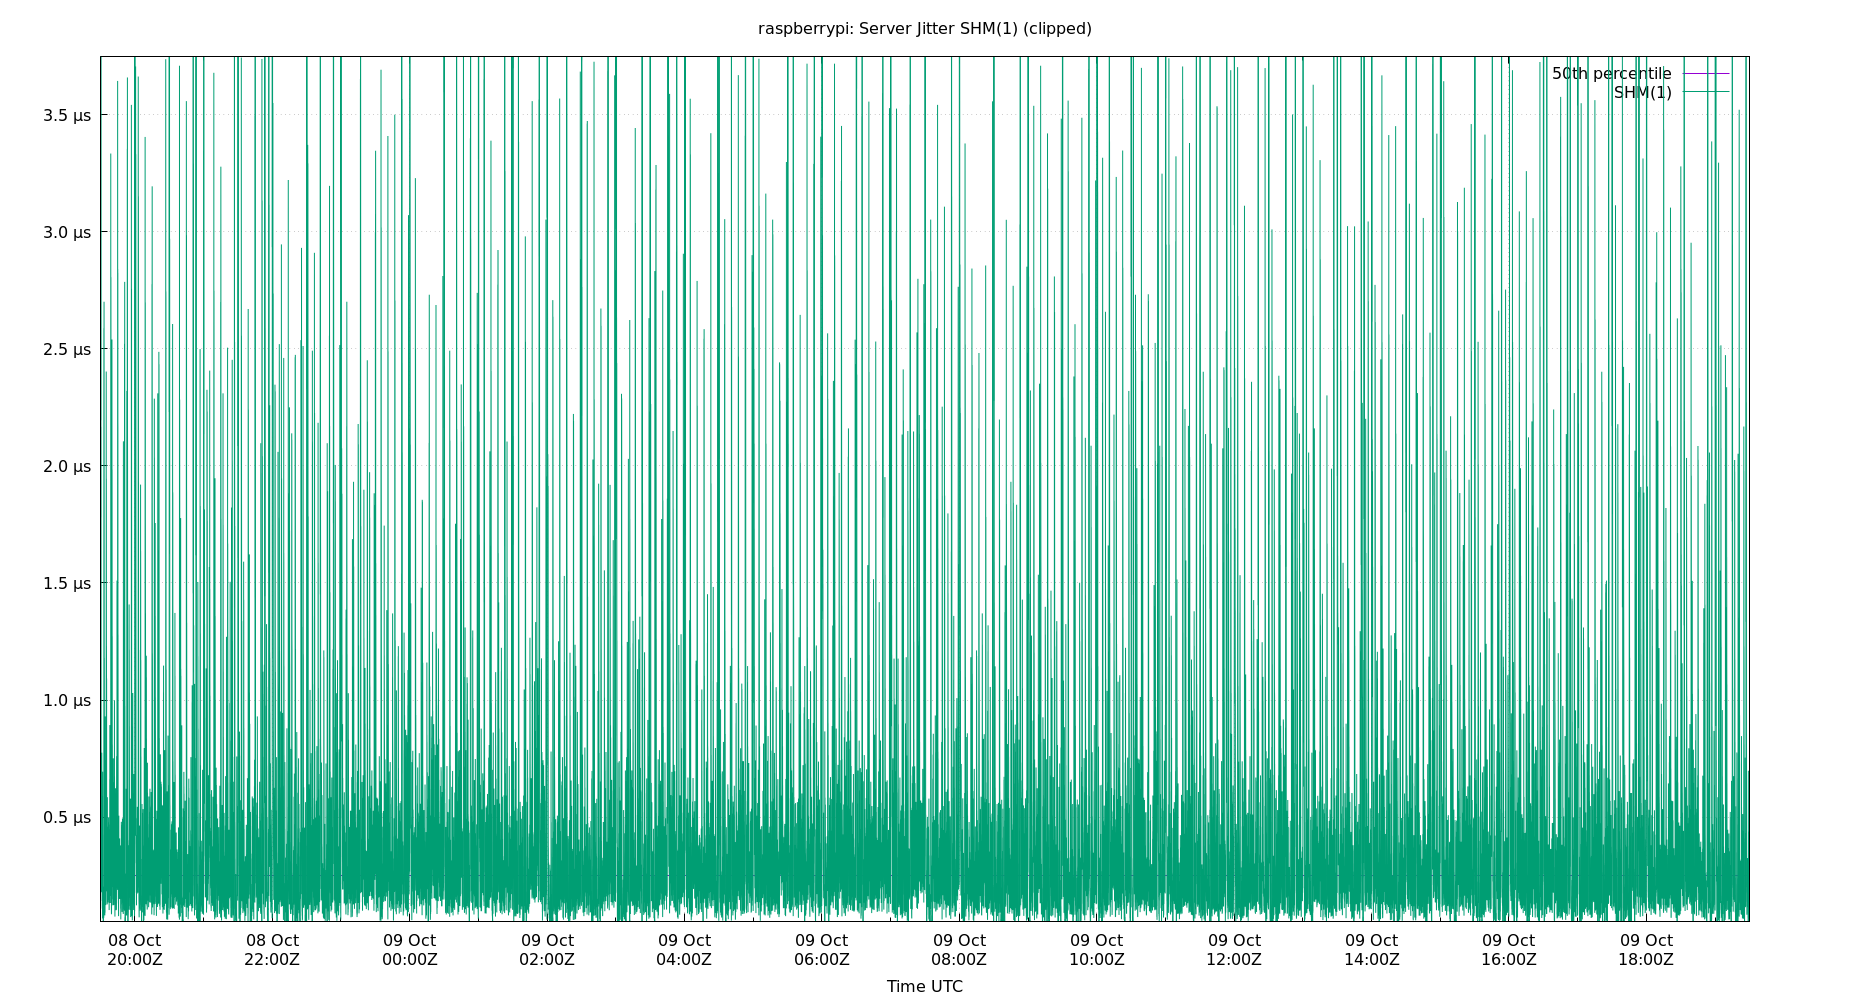 raspberrypi: Server Jitter SHM(1) (clipped)
50th percentile
SHM(1)
3.5 µs
3.0 µs
2.5 µs
2.0 µs
1.5 µs
1.0 µs
0.5 µs
08 Oct 08 Oct 09 Oct 09 Oct 09 Oct 09 Oct 09 Oct 09 Oct 09 Oct 09 Oct 09 Oct 09 Oct
20:00Z 22:00Z 00:00Z 02:00Z 04:00Z 06:00Z 08:00Z 10:00Z 12:00Z 14:00Z 16:00Z 18:00Z
Time UTC